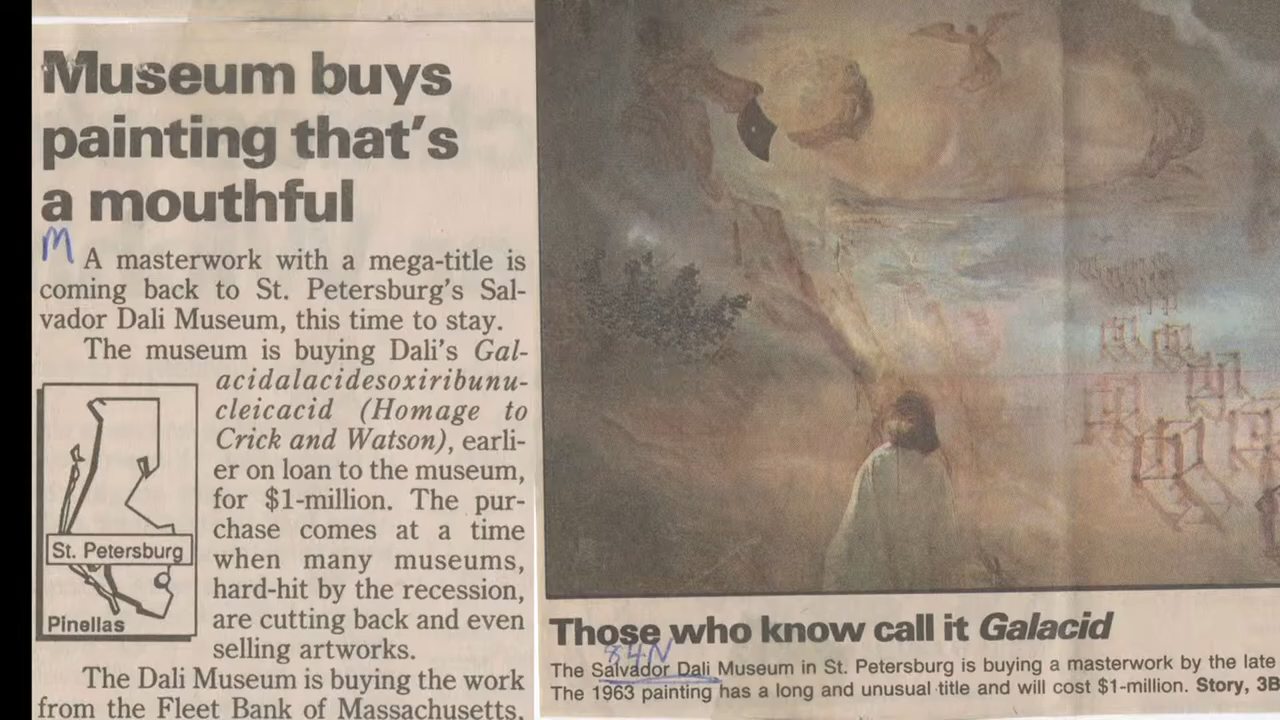 Museum buys
painting that's
a mouthful
M
A masterwork with a mega-title is
coming back to St. Petersburg's Sal-
vador Dali Museum, this time to stay.
The museum is buying Dali's Gal-
acidalacidesoxiribunu-
cleicacid (Homage to
Crick and Watson), earli-
er on loan to the museum,
for $1-million. The pur-
chase comes at a time
when many museums,
hard-hit by the recession,
are cutting back and even
selling artworks.
St. Petersburg
Pinellas
The Dali Museum is buying the work
from the Fleet Bank of Massachusetts,
Those who know call it Galacid
84N
The Salvador Dali Museum in St. Petersburg is buying a masterwork by the late
The 1963 painting has a long and unusual title and will cost $1-million. Story, 3B